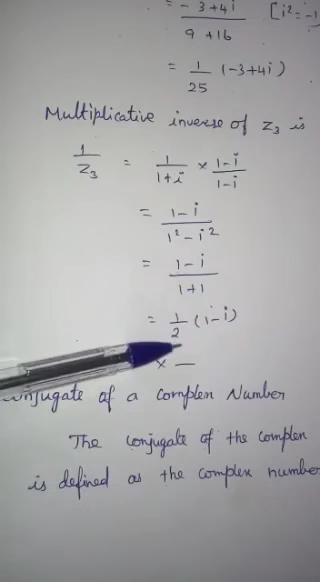 = -3+4i / 9+16 [i²=-1
= 1/25 (-3+4i)
Multiplicative inverse of z₃ is
1/z₃ = 1/1+i × 1-i/1-i
= 1-i / 1²-i²
= 1-i / 1+1
= 1/2 (1-i)
× —
Conjugate of a complex Number
The conjugate of the complex
is defined as the complex number